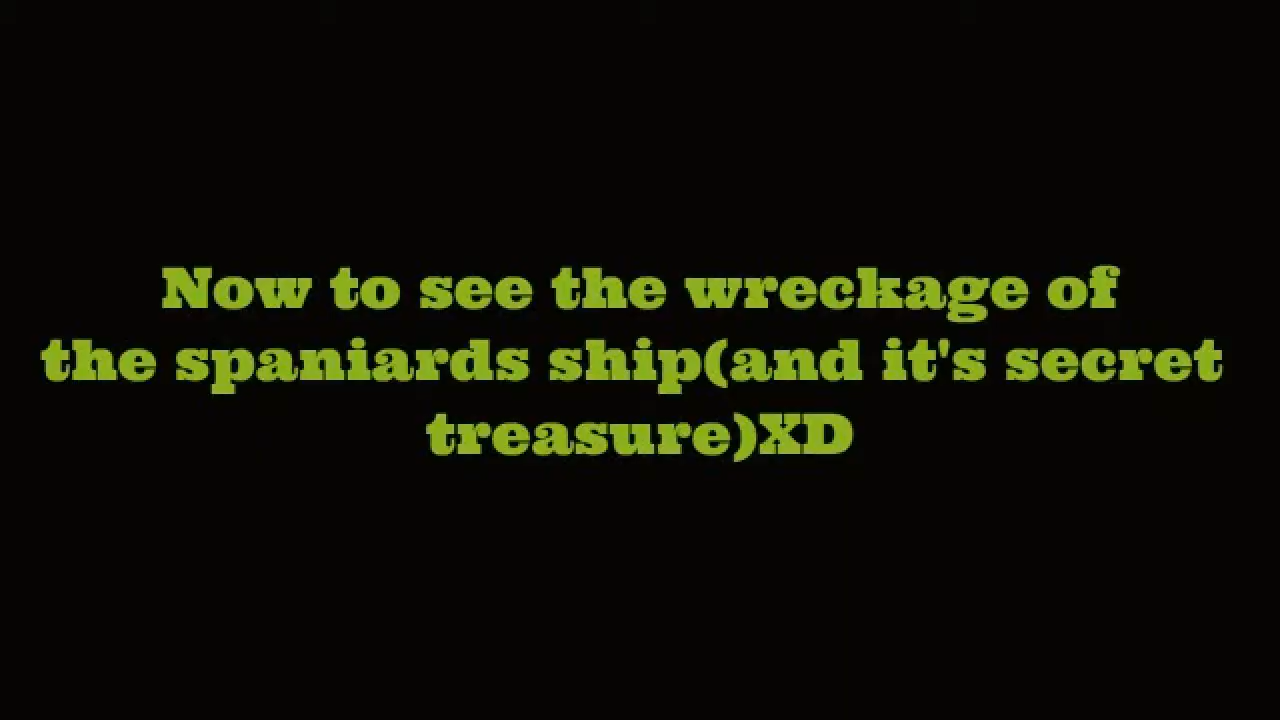 Now to see the wreckage of
the spaniards ship(and it's secret
treasure)XD